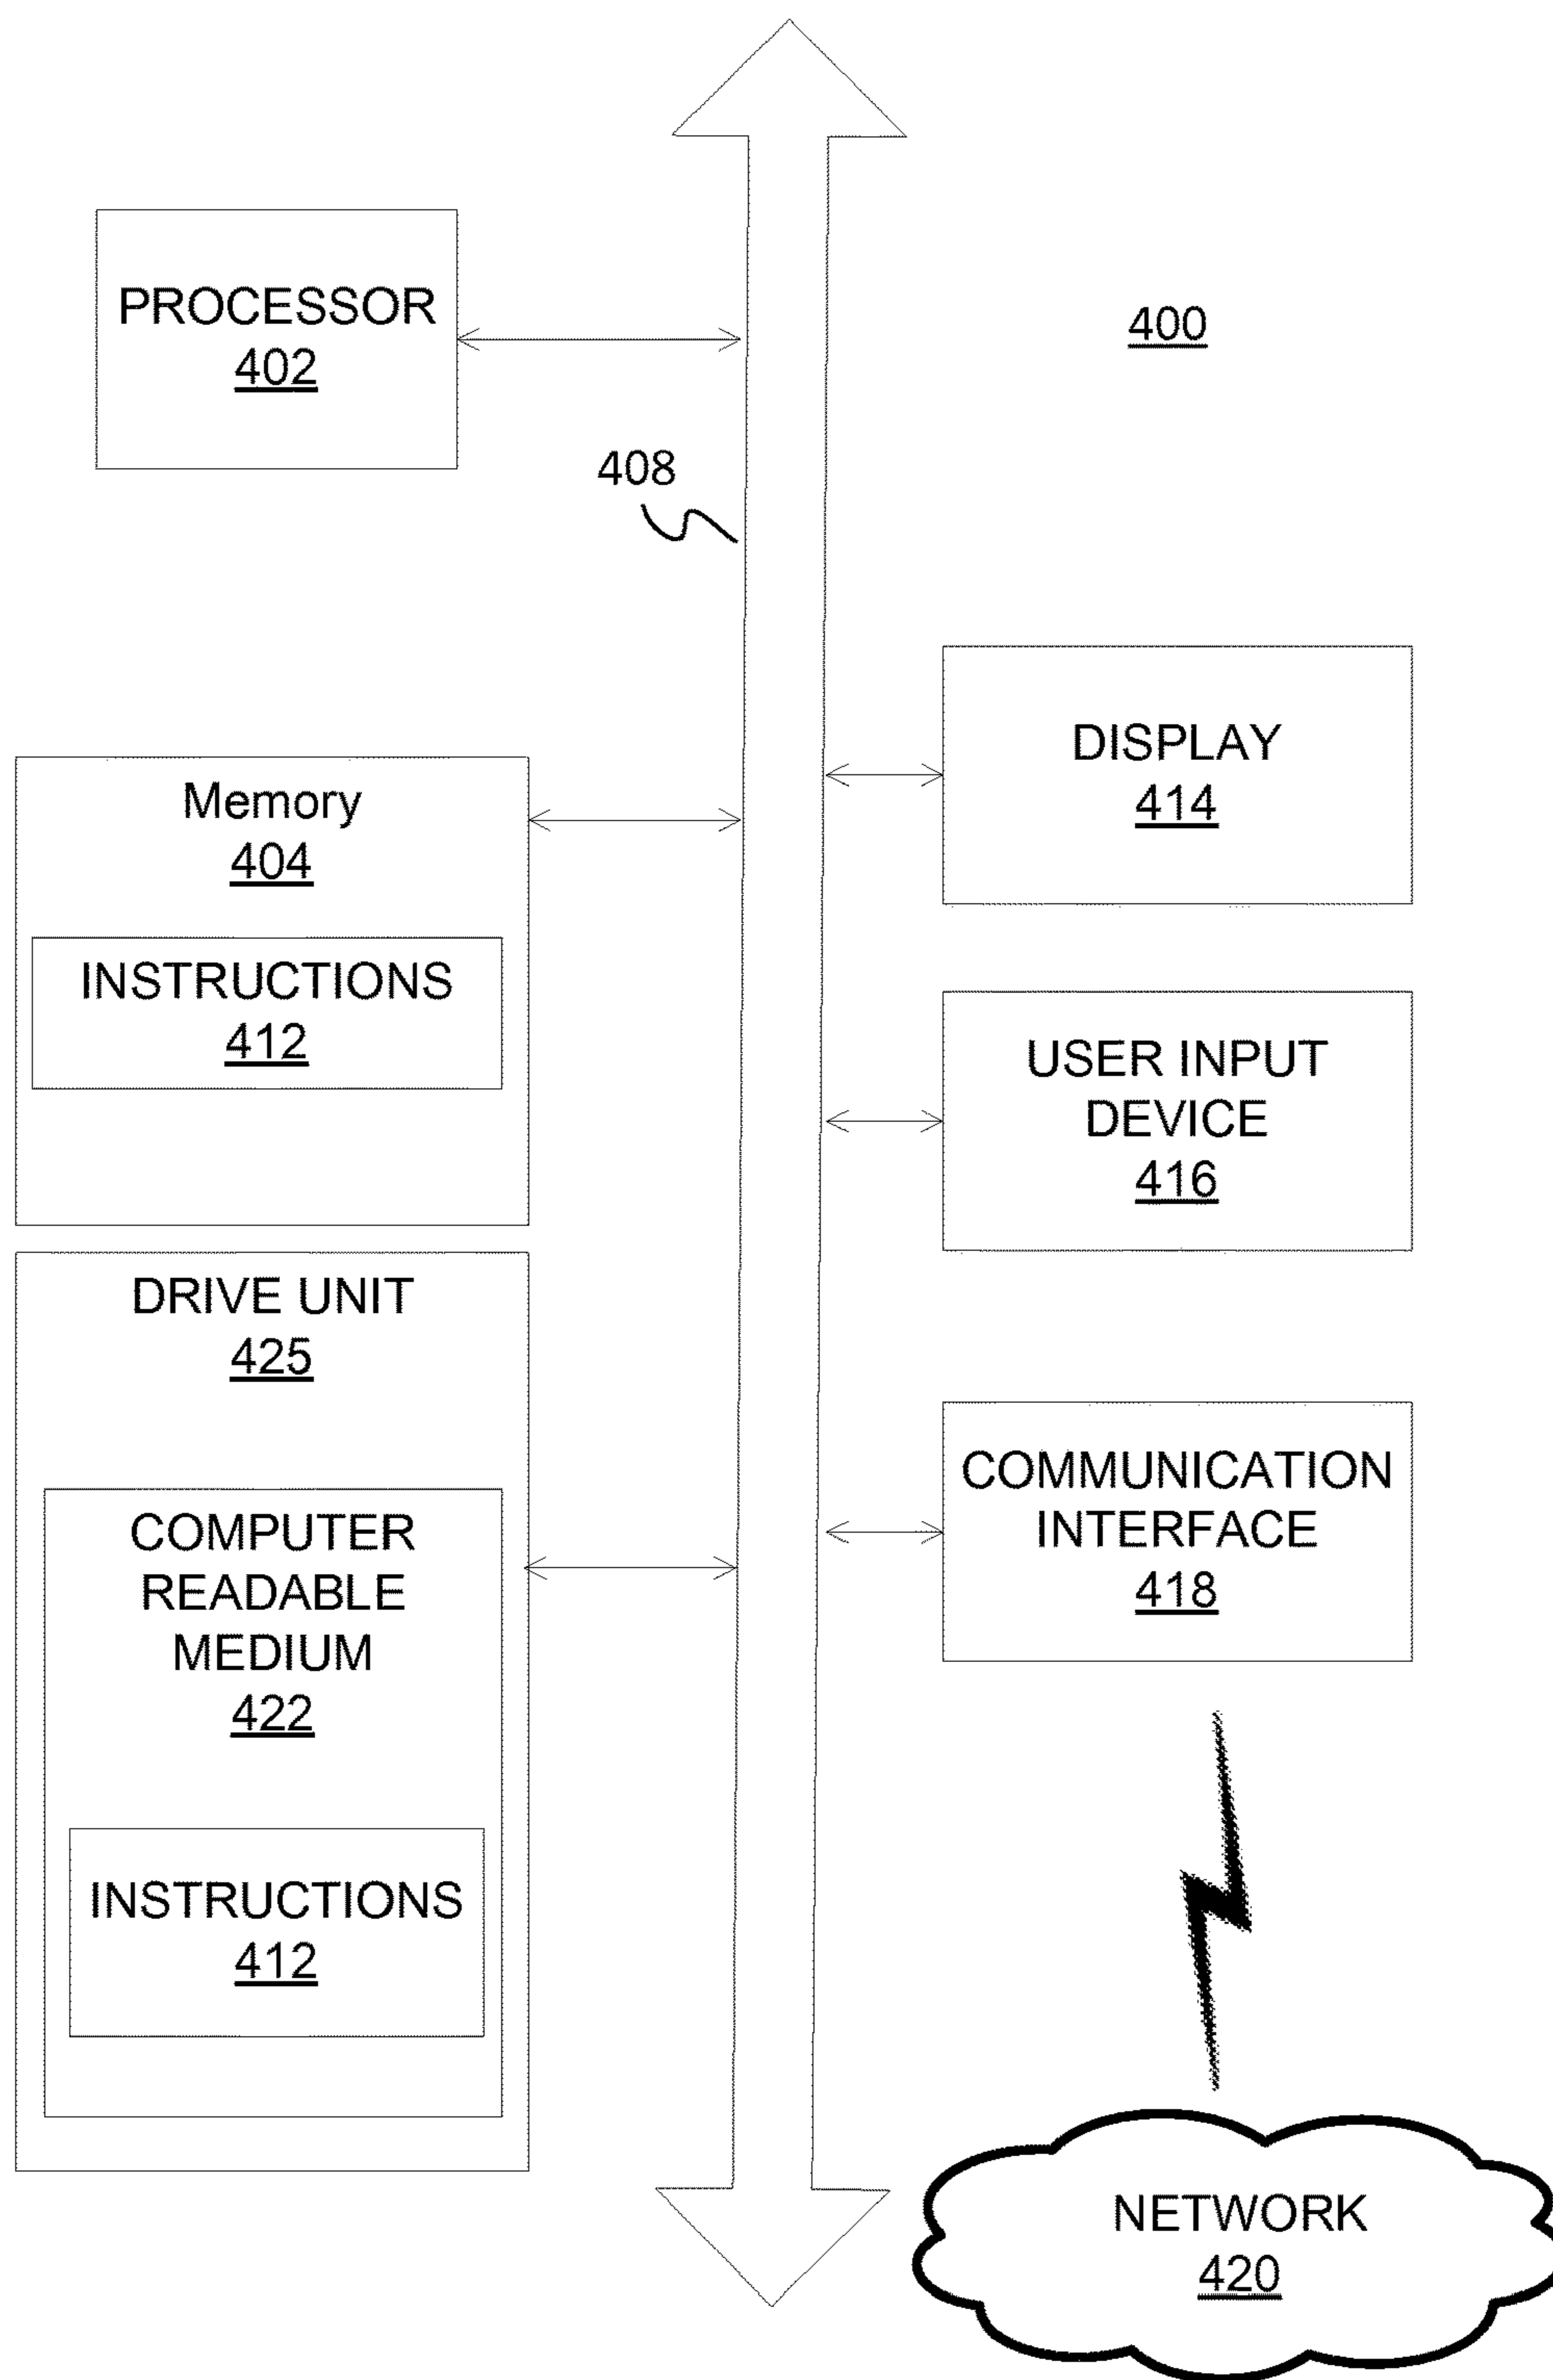 PROCESSOR
402
400
408
DISPLAY
414
Memory
404
INSTRUCTIONS
412
USER INPUT
DEVICE
416
DRIVE UNIT
425
COMMUNICATION
INTERFACE
418
COMPUTER
READABLE
MEDIUM
422
INSTRUCTIONS
412
NETWORK
420